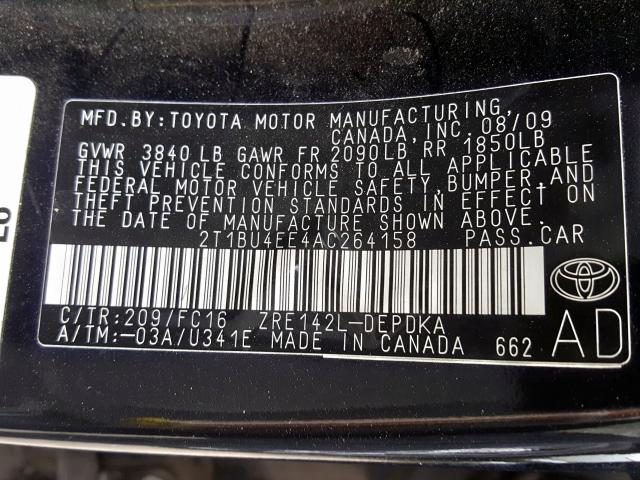 MFD. BY: TOYOTA MOTOR MANUFACTURING,
CANADA, INC. 08/09
GVWR 3840 LB GAWR FR 2090LB, RR 1850LB
THIS VEHICLE CONFORMS TO ALL APPLICABLE
FEDERAL MOTOR VEHICLE SAFETY, BUMPER, AND
THEFT PREVENTION STANDARDS IN EFFECT ON
THE DATE OF MANUFACTURE SHOWN ABOVE.
2T1BU4EE4AC264158 PASS. CAR
C/TR:209/FC16 ZRE142L-DEPDKA
A/TM:-03A/U341E MADE IN CANADA 662
AD